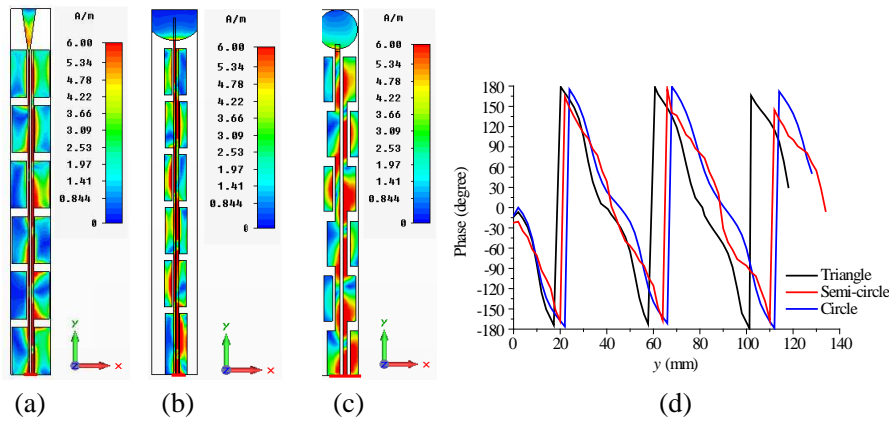 A/m
6.00
5.34
4.78
4.22
3.66
3.09
2.53
1.97
1.41
0.844
0
Y
Z
X
(a)
A/m
6.00
5.34
4.78
4.22
3.66
3.09
2.53
1.97
1.41
0.844
0
Y
Z
X
(b)
A/m
6.00
5.34
4.78
4.22
3.66
3.09
2.53
1.97
1.41
0.844
0
Y
Z
X
(c)
Phase (degree)
180
150
120
90
60
30
0
-30
-60
-90
-120
-150
-180
Triangle
Semi-circle
Circle
0 20 40 60 80 100 120 140
y (mm)
(d)